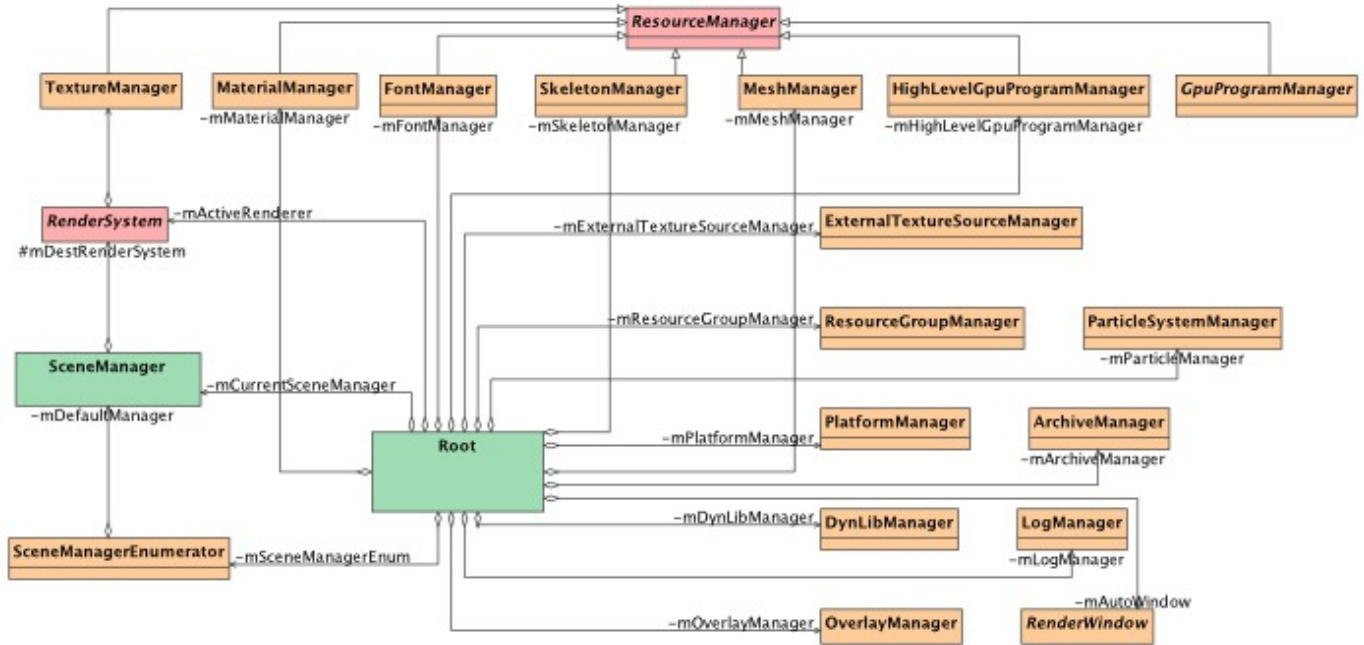 ResourceManager
TextureManager
MaterialManager
FontManager
SkeletonManager
MeshManager
HighLevelGpuProgramManager
GpuProgramManager
-mMaterialManager
-mFontManager
-mSkeletonManager
-mMeshManager
-mHighLevelGpuProgramManager
RenderSystem
-mActiveRenderer
-mExternalTextureSourceManager
ExternalTextureSourceManager
#mDestRenderSystem
-mResourceGroupManager
ResourceGroupManager
ParticleSystemManager
-mParticleManager
SceneManager
-mCurrentSceneManager
-mDefaultManager
Root
-mPlatformManager
PlatformManager
ArchiveManager
-mArchiveManager
-mDynLibManager
DynLibManager
LogManager
-mLogManager
SceneManagerEnumerator
-mSceneManagerEnum
-mAutoWindow
-mOverlayManager
OverlayManager
RenderWindow